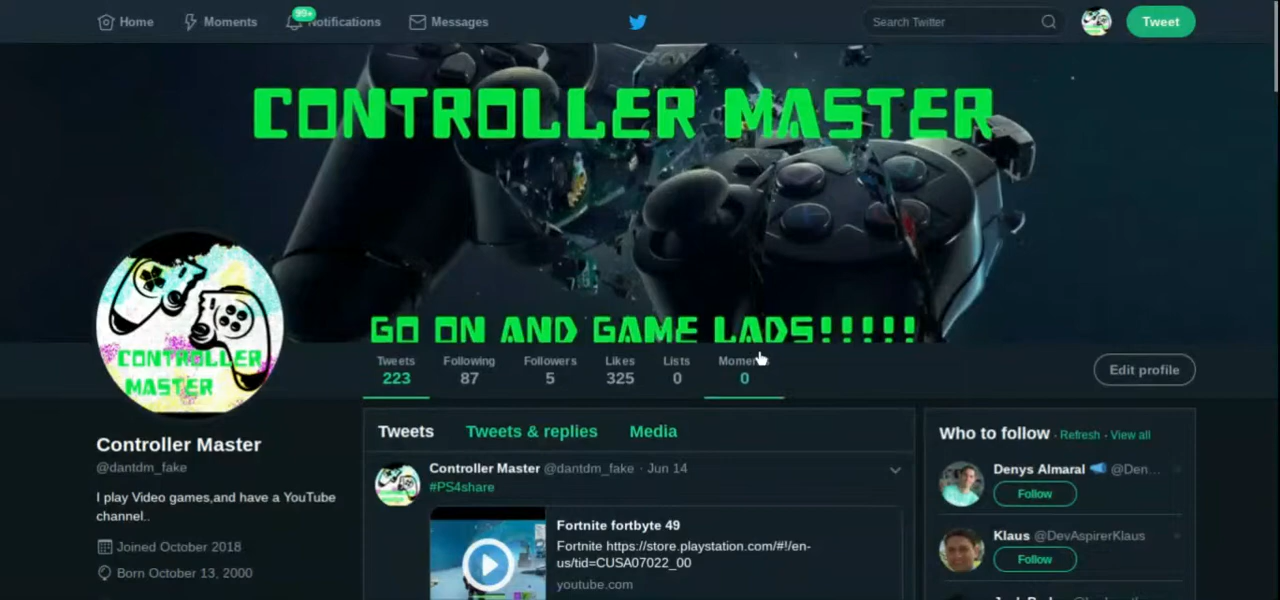 Home
Moments
99+
Notifications
Messages
Search Twitter
Tweet
SONY
CONTROLLER MASTER
GO ON AND GAME LADS!!!!!
CONTROLLER
MASTER
Tweets
223
Following
87
Followers
5
Likes
325
Lists
0
Moments
0
Edit profile
Controller Master
@dantdm_fake
I play Video games,and have a YouTube
channel..
Joined October 2018
Born October 13, 2000
Tweets
Tweets & replies
Media
Controller Master @dantdm_fake · Jun 14
#PS4share
Fortnite fortbyte 49
Fortnite https://store.playstation.com/#!/en-
us/tid=CUSA07022_00
youtube.com
Who to follow · Refresh · View all
Denys Almaral @Den...
Follow
Klaus @DevAspirerKlaus
Follow